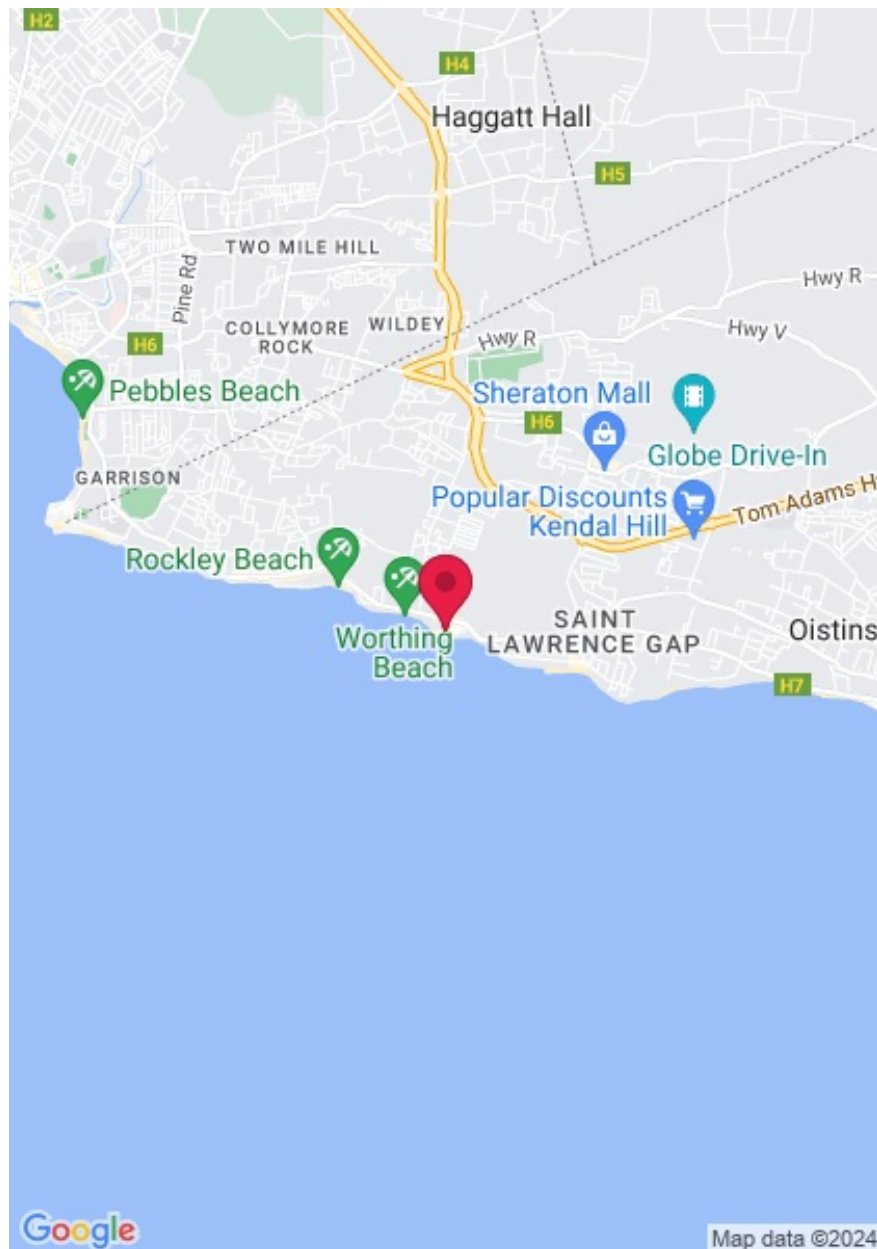 H2
H4
Haggatt Hall
H5
TWO MILE HILL
Pine Rd
Hwy R
COLLYMORE
ROCK
WILDEY
H6
Hwy R
Hwy V
Pebbles Beach
Sheraton Mall
H6
Globe Drive-In
GARRISON
Popular Discounts
Kendal Hill
Tom Adams H
Rockley Beach
Worthing
Beach
SAINT
LAWRENCE GAP
Oistins
H7
Google
Map data ©2024